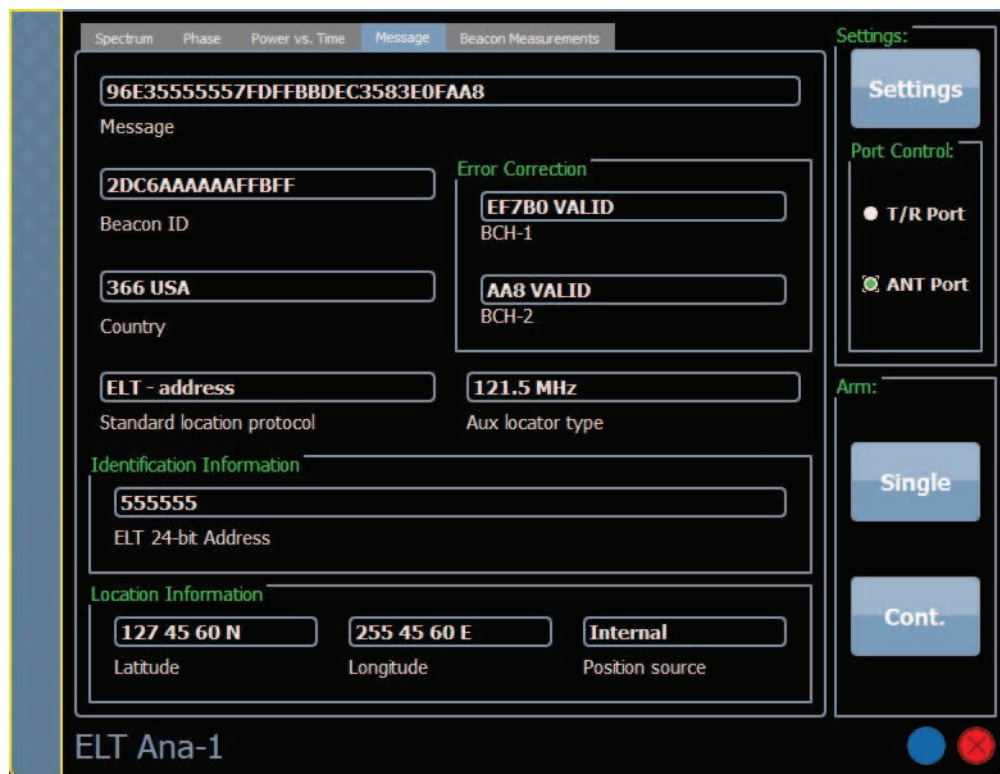 Spectrum Phase Power vs. Time Message Beacon Measurements
96E35555557FDFFBBDEC3583E0FAA8
Message
2DC6AAAAAAFFBFF
Beacon ID
366 USA
Country
Error Correction
EF7B0 VALID
BCH-1
AA8 VALID
BCH-2
ELT - address
Standard location protocol
121.5 MHz
Aux locator type
Identification Information
555555
ELT 24-bit Address
Location Information
127 45 60 N
Latitude
255 45 60 E
Longitude
Internal
Position source
Settings:
Settings
Port Control:
T/R Port
ANT Port
Arm:
Single
Cont.
ELT Ana-1